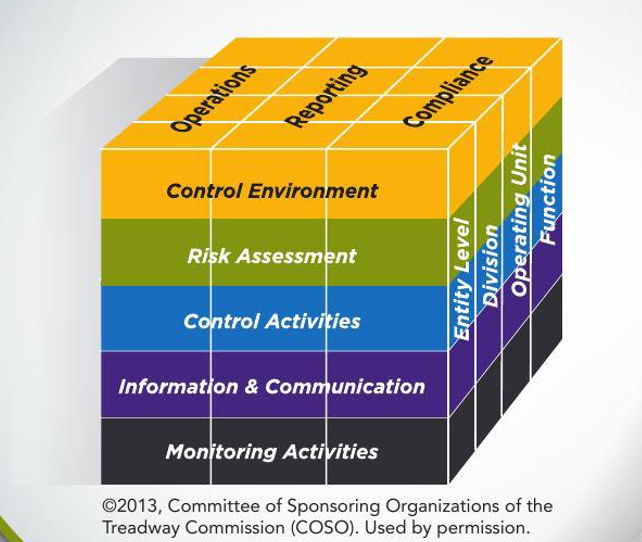 Operations
Reporting
Compliance
Control Environment
Risk Assessment
Control Activities
Information & Communication
Monitoring Activities
Entity Level
Division
Operating Unit
Function
©2013, Committee of Sponsoring Organizations of the
Treadway Commission (COSO). Used by permission.